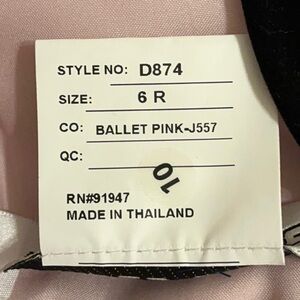 STYLE NO: D874
SIZE: 6 R
CO: BALLET PINK-J557
QC:
10
RN#91947
MADE IN THAILAND